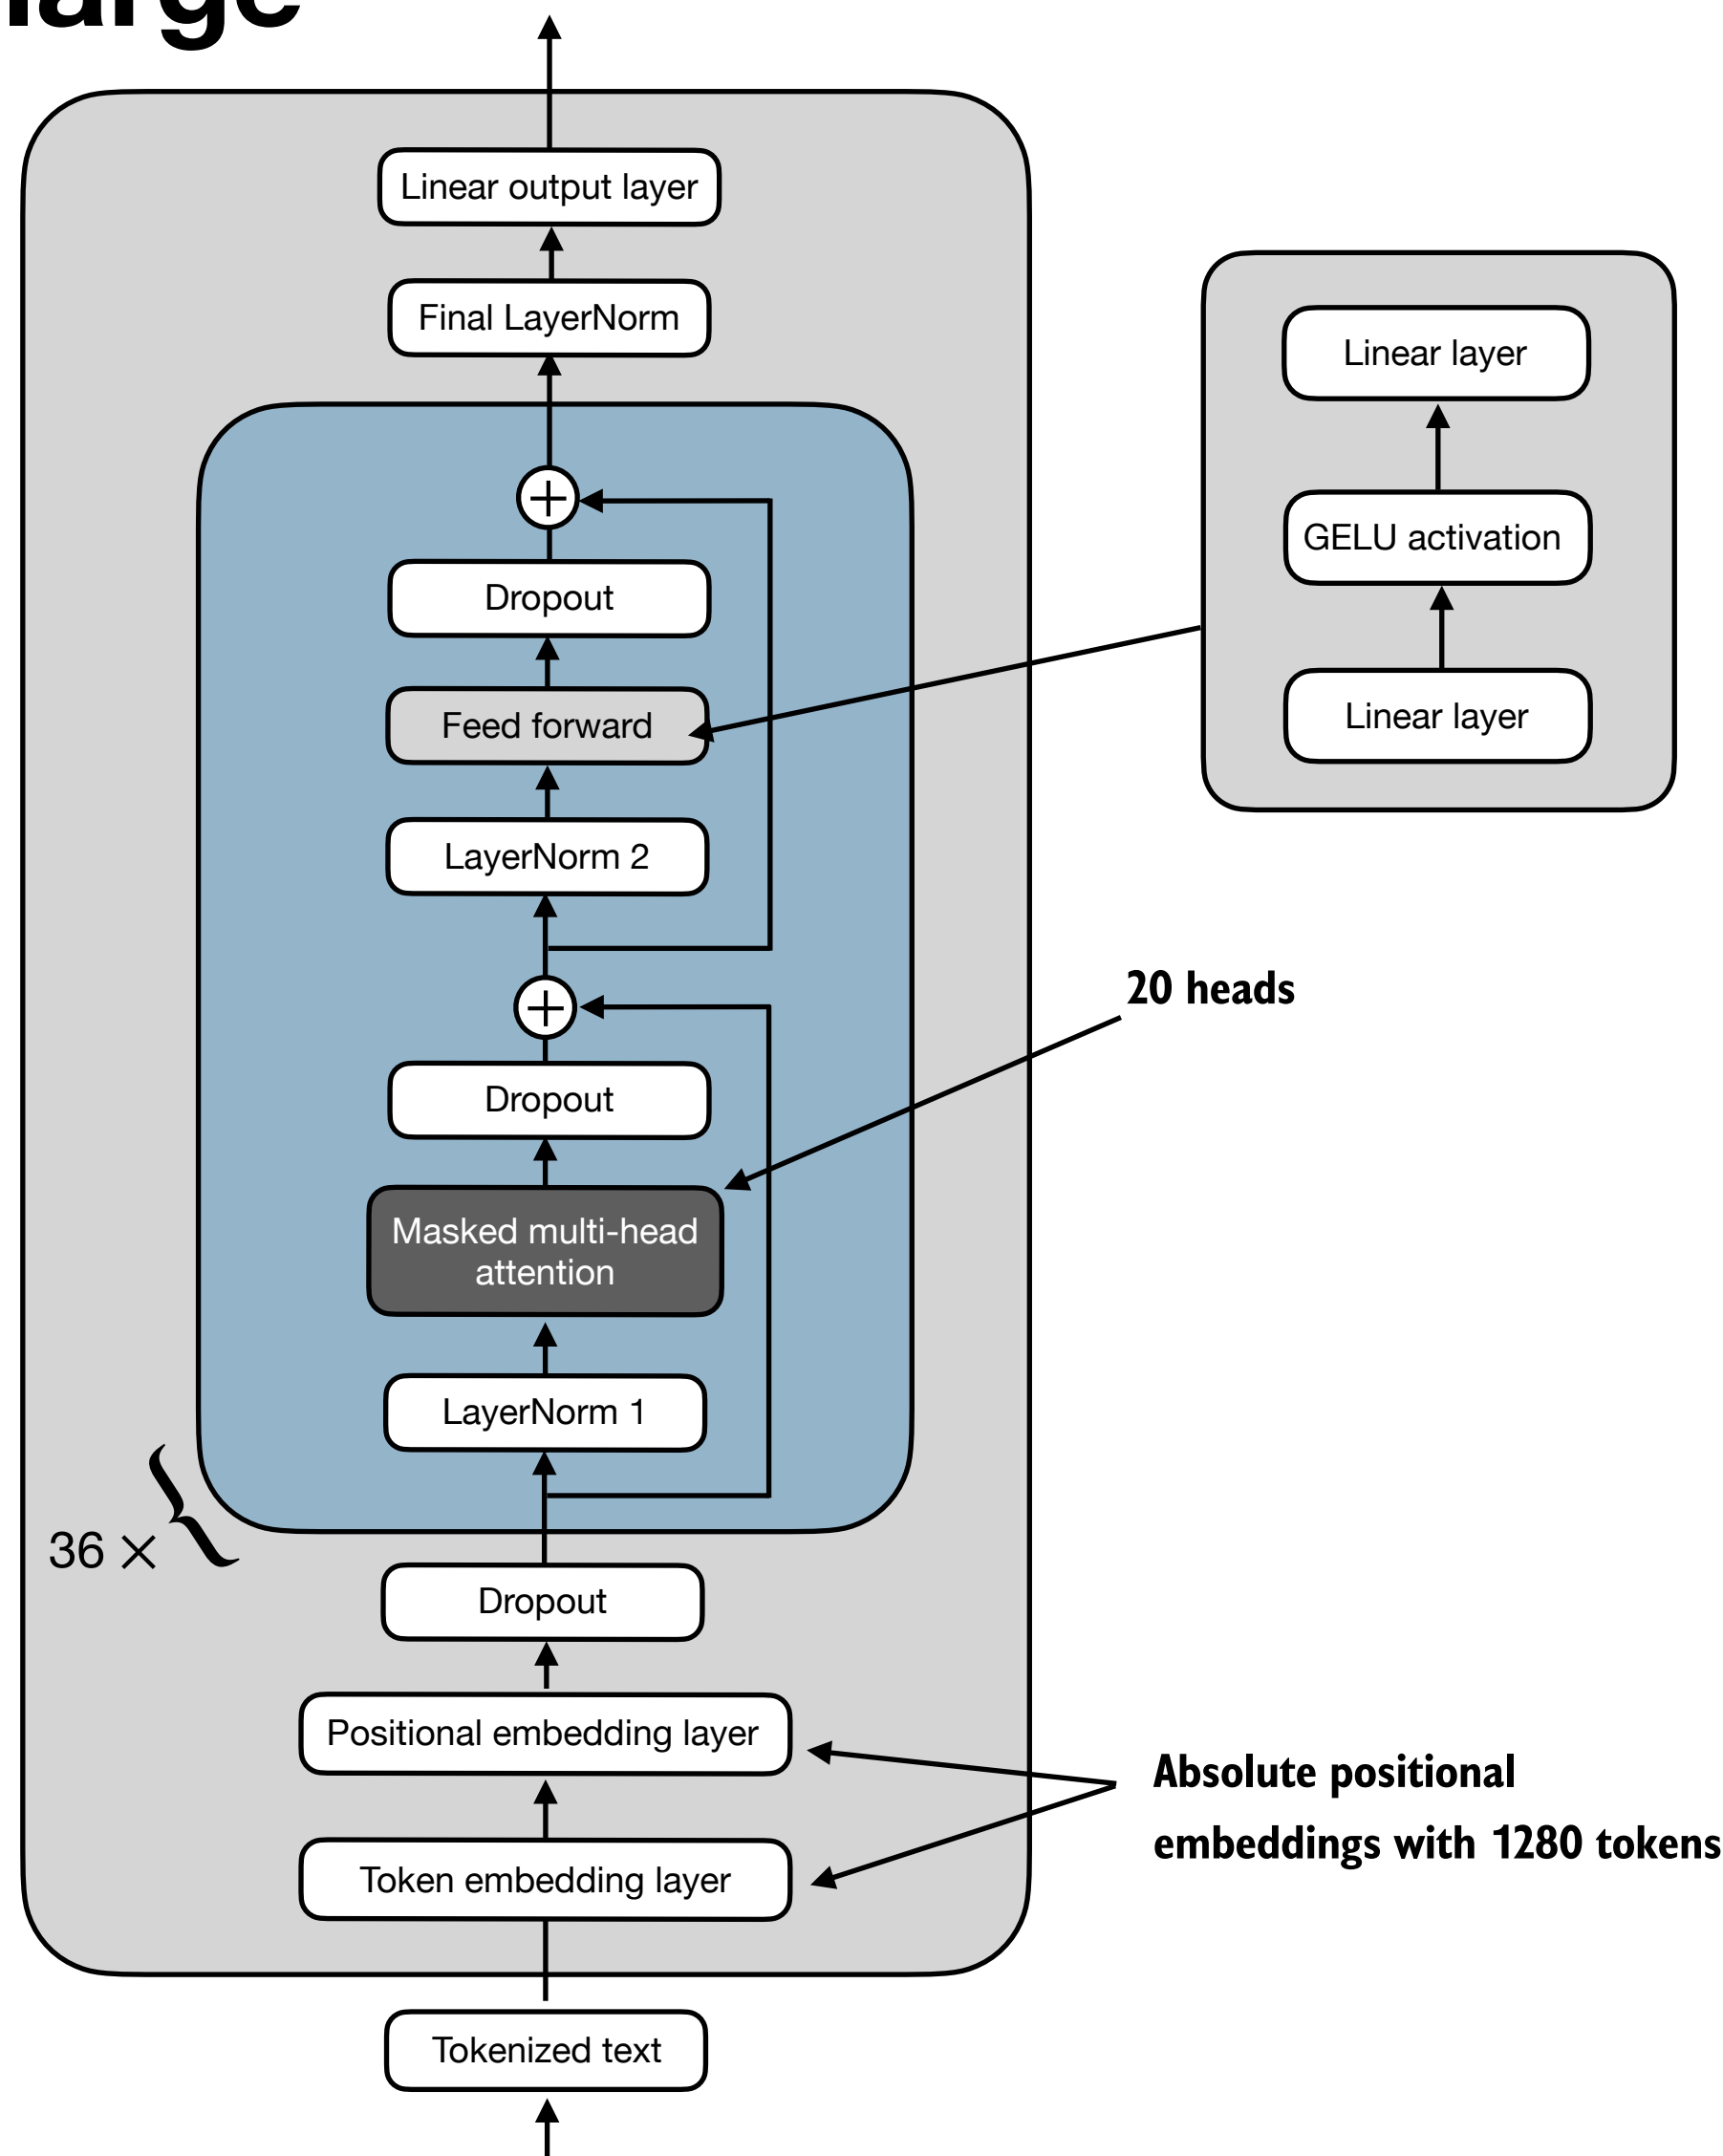 large
Linear output layer
Final LayerNorm
Dropout
Feed forward
LayerNorm 2
Dropout
Masked multi-head
attention
LayerNorm 1
36 ×
Dropout
Positional embedding layer
Token embedding layer
Tokenized text
Linear layer
GELU activation
Linear layer
20 heads
Absolute positional
embeddings with 1280 tokens